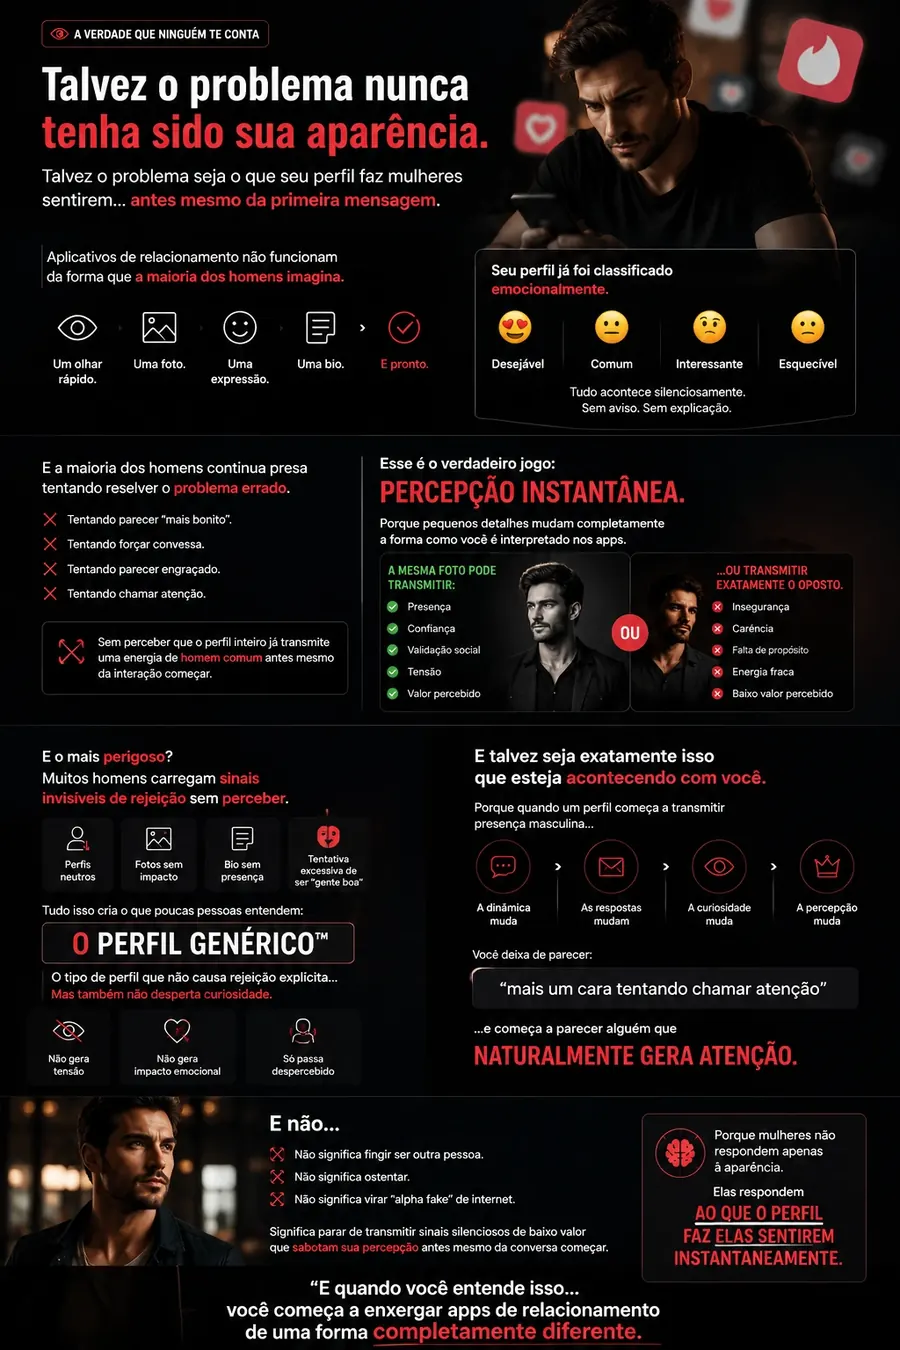 A VERDADE QUE NINGUÉM TE CONTA
Talvez o problema nunca
tenha sido sua aparência.
Talvez o problema seja o que seu perfil faz mulheres
sentirem... antes mesmo da primeira mensagem.
Aplicativos de relacionamento não funcionam
da forma que a maioria dos homens imagina.
Um olhar
rápido.
Uma foto.
Uma
expressão.
Uma bio.
E pronto.
Seu perfil já foi classificado
emocionalmente.
Desejável
Comum
Interessante
Esquecível
Tudo acontece silenciosamente.
Sem aviso. Sem explicação.
E a maioria dos homens continua presa
tentando reselver o problema errado.
Tentando parecer "mais bonito".
Tentando forçar convessa.
Tentando parecer engraçado.
Tentando chamar atenção.
Sem perceber que o perfil inteiro já transmite
uma energia de homem comum antes mesmo
da interação começar.
Esse é o verdadeiro jogo:
PERCEPÇÃO INSTANTÂNEA.
Porque pequenos detalhes mudam completamente
a forma como você é interpretado nos apps.
A MESMA FOTO PODE
TRANSMITIR:
Presença
Confiança
Validação social
Tensão
Valor percebido
OU
...OU TRANSMITIR
EXATAMENTE O OPOSTO.
Insegurança
Carência
Falta de propósito
Energia fraca
Baixo valor percebido
E o mais perigoso?
Muitos homens carregam sinais
invisíveis de rejeição sem perceber.
Perfis
neutros
Fotos sem
impacto
Bio sem
presença
Tentativa
excessiva de
ser "gente boa"
Tudo isso cria o que poucas pessoas entendem:
O PERFIL GENÉRICO™
O tipo de perfil que não causa rejeição explícita...
Mas também não desperta curiosidade.
Não gera
tensão
Não gera
impacto emocional
Só passa
despercebido
E talvez seja exatamente isso
que esteja acontecendo com você.
Porque quando um perfil começa a transmitir
presença masculina...
A dinâmica
muda
As respostas
mudam
A curiosidade
muda
A percepção
muda
Você deixa de parecer:
"mais um cara tentando chamar atenção"
...e começa a parecer alguém que
NATURALMENTE GERA ATENÇÃO.
E não...
Não significa fingir ser outra pessoa.
Não significa ostentar.
Não significa virar "alpha fake" de internet.
Significa parar de transmitir sinais silenciosos de baixo valor
que sabotam sua percepção antes mesmo da conversa começar.
Porque mulheres não
respondem apenas
à aparência.
Elas respondem
AO QUE O PERFIL
FAZ ELAS SENTIREM
INSTANTANEAMENTE.
"E quando você entende isso...
você começa a enxergar apps de relacionamento
de uma forma completamente diferente.